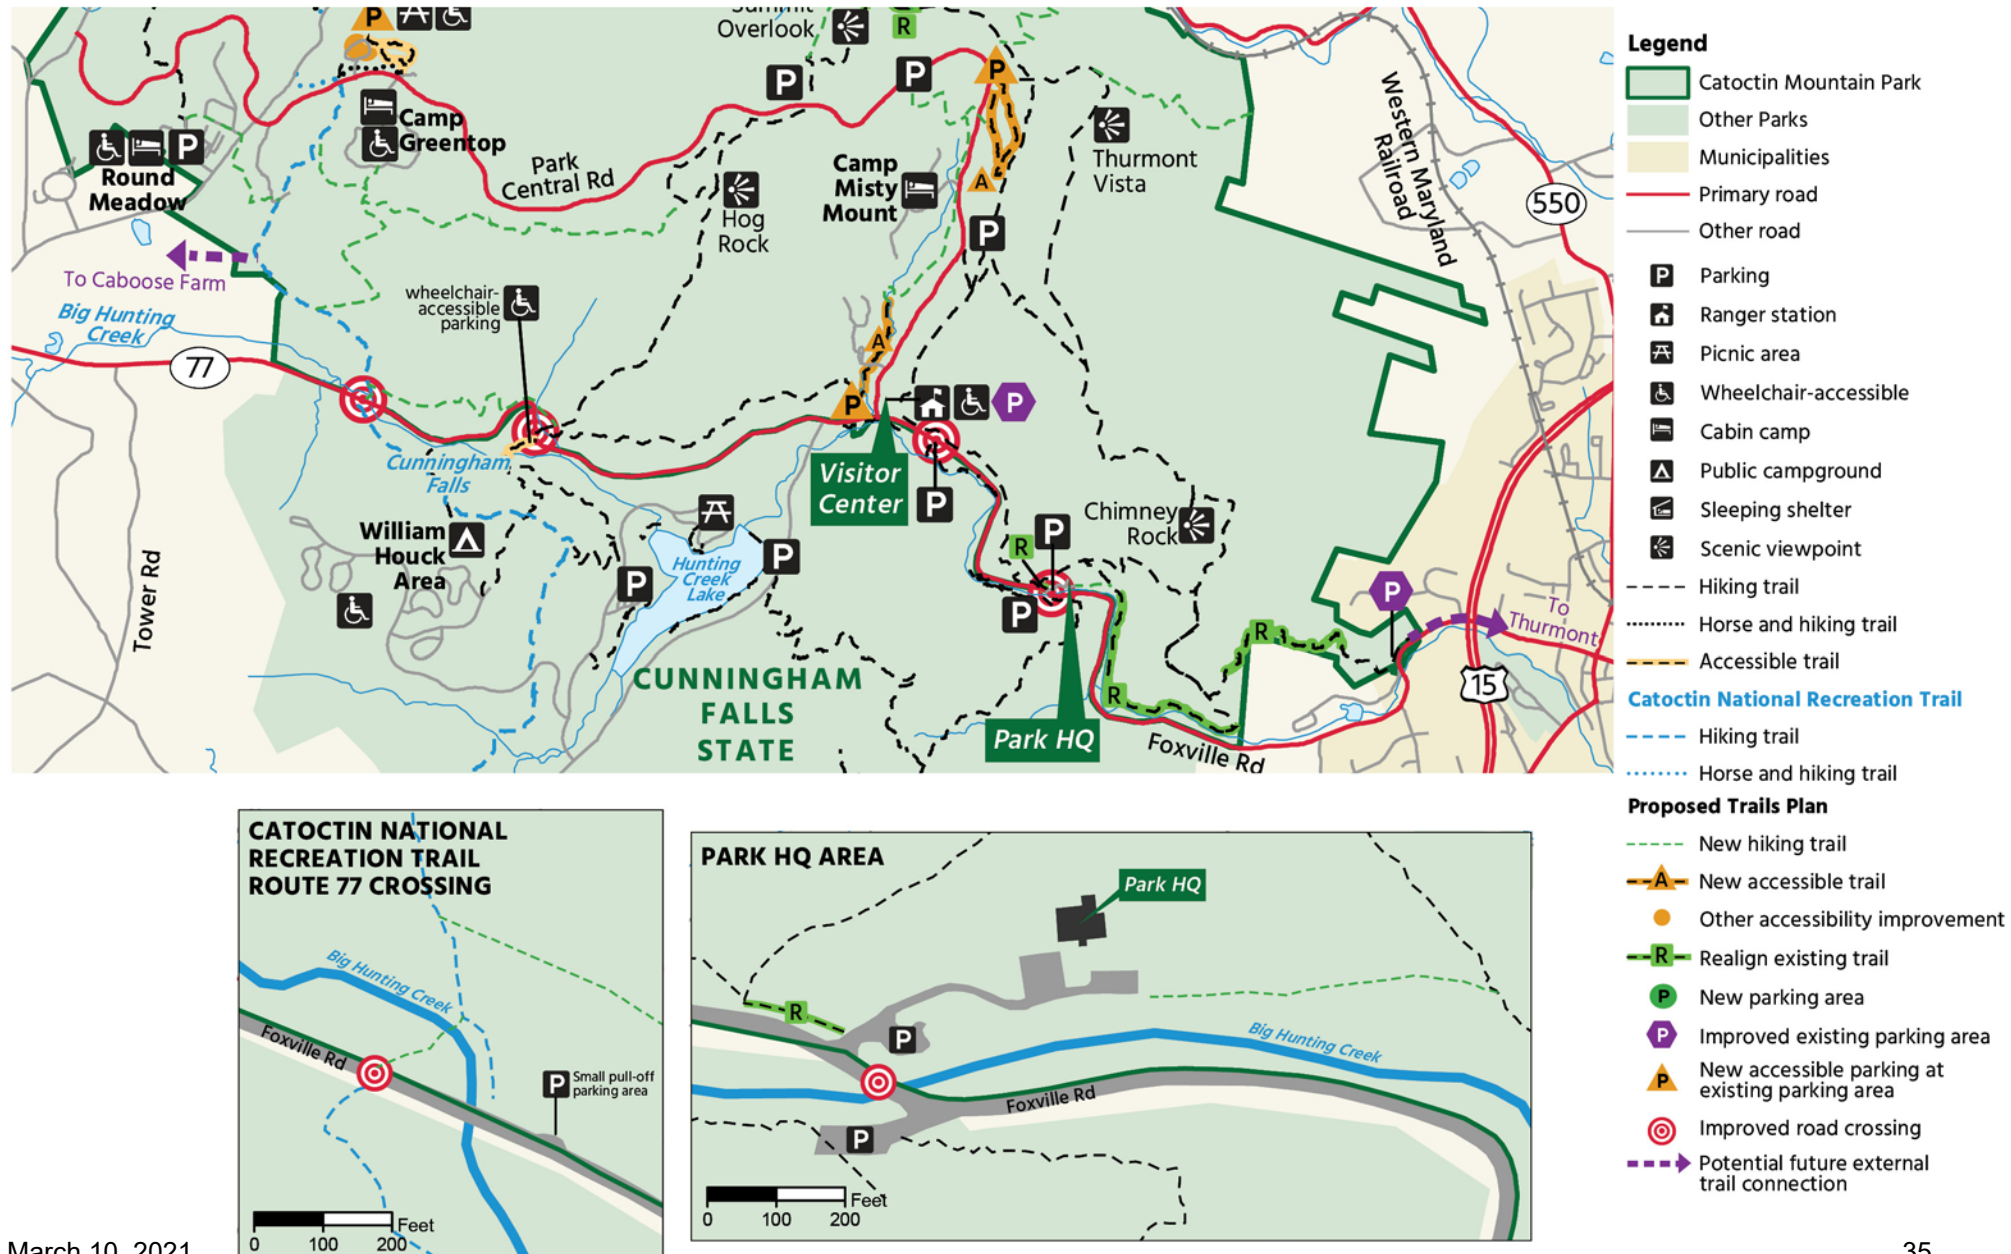 Summit
Overlook
P
R
P
P
P
Camp
Greentop
P
Round
Meadow
Park
Central Rd
Camp
Misty
Mount
A
Hog
Rock
P
Thurmont
Vista
Western Maryland
Railroad
550
To Caboose Farm
Big Hunting
Creek
77
wheelchair-
accessible
parking
A
P
P
Visitor
Center
P
Cunningham
Falls
William
Houck
Area
P
P
Hunting
Creek
Lake
Tower Rd
Chimney
Rock
R
P
P
P
R
R
To
Thurmont
15
CUNNINGHAM
FALLS
STATE
Park HQ
Foxville Rd
Legend
Catoctin Mountain Park
Other Parks
Municipalities
Primary road
Other road
P Parking
Ranger station
Picnic area
Wheelchair-accessible
Cabin camp
Public campground
Sleeping shelter
Scenic viewpoint
Hiking trail
Horse and hiking trail
Accessible trail
Catoctin National Recreation Trail
Hiking trail
Horse and hiking trail
Proposed Trails Plan
New hiking trail
A New accessible trail
Other accessibility improvement
R Realign existing trail
P New parking area
P Improved existing parking area
P New accessible parking at
existing parking area
Improved road crossing
Potential future external
trail connection
CATOCTIN NATIONAL
RECREATION TRAIL
ROUTE 77 CROSSING
Big Hunting Creek
Foxville Rd
P Small pull-off
parking area
Feet
0 100 200
PARK HQ AREA
Park HQ
R
P
Big Hunting Creek
Foxville Rd
P
Feet
0 100 200
March 10, 2021
35